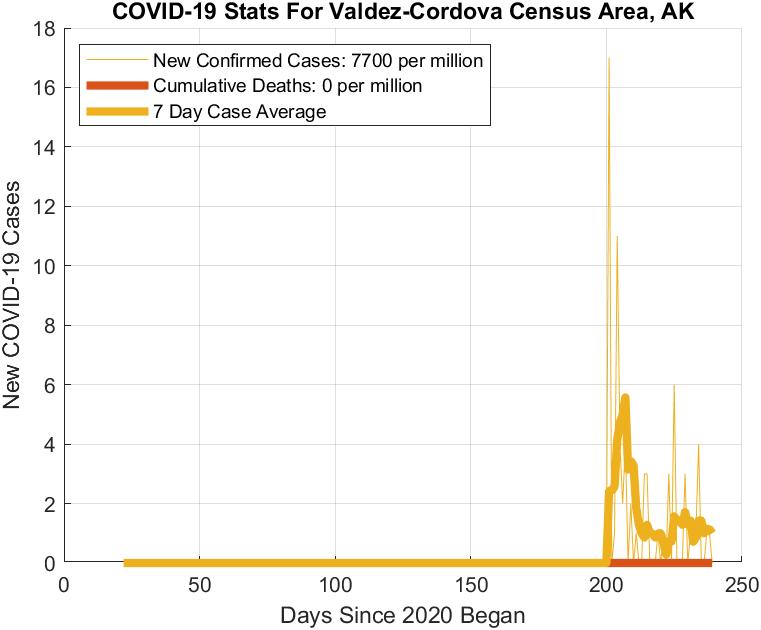 COVID-19 Stats For Valdez-Cordova Census Area, AK
18
16
14
12
10
8
6
4
2
0
New COVID-19 Cases
New Confirmed Cases: 7700 per million
Cumulative Deaths: 0 per million
7 Day Case Average
0 50 100 150 200 250
Days Since 2020 Began